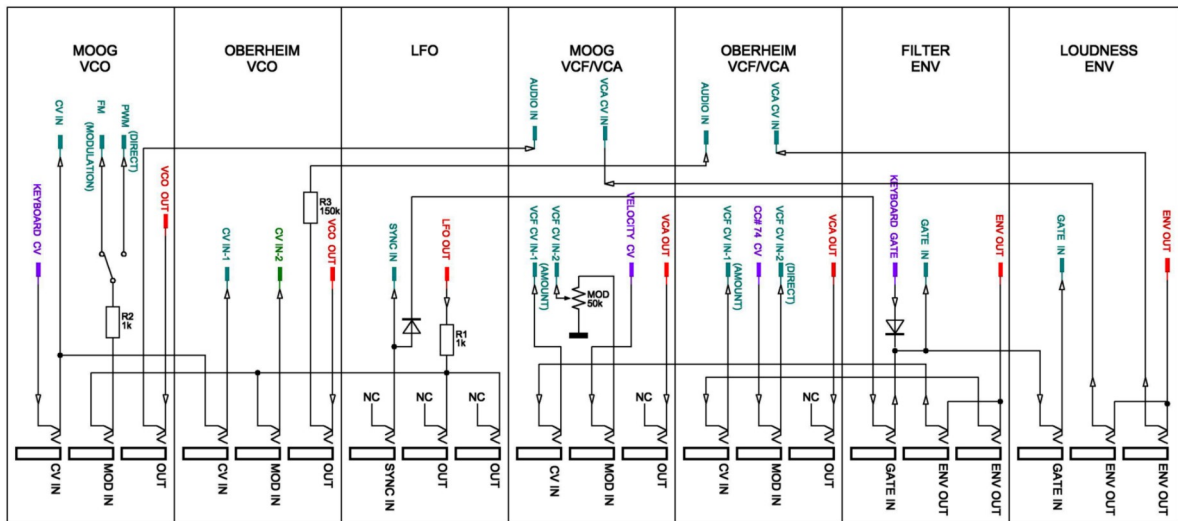 MOOG
VCO
OBERHEIM
VCO
LFO
MOOG
VCF/VCA
OBERHEIM
VCF/VCA
FILTER
ENV
LOUDNESS
ENV
KEYBOARD CV
CV IN
FM
(MODULATION)
PWM
(DIRECT)
VCO OUT
R2
1k
CV IN-1
CV IN-2
R3
150k
VCO OUT
SYNC IN
LFO OUT
R1
1k
AUDIO IN
VCA CV IN
VCF CV IN-1
(AMOUNT)
VCF CV IN-2
MOD
50k
VELOCITY CV
VCA OUT
AUDIO IN
VCA CV IN
VCF CV IN-1
(AMOUNT)
CC# 74 CV
VCF CV IN-2
(DIRECT)
VCA OUT
KEYBOARD GATE
GATE IN
ENV OUT
GATE IN
ENV OUT
NC
NC
NC
NC
NC
CV IN
MOD IN
OUT
CV IN
MOD IN
OUT
SYNC IN
OUT
OUT
CV IN
MOD IN
OUT
CV IN
MOD IN
OUT
GATE IN
ENV OUT
ENV OUT
GATE IN
ENV OUT
ENV OUT